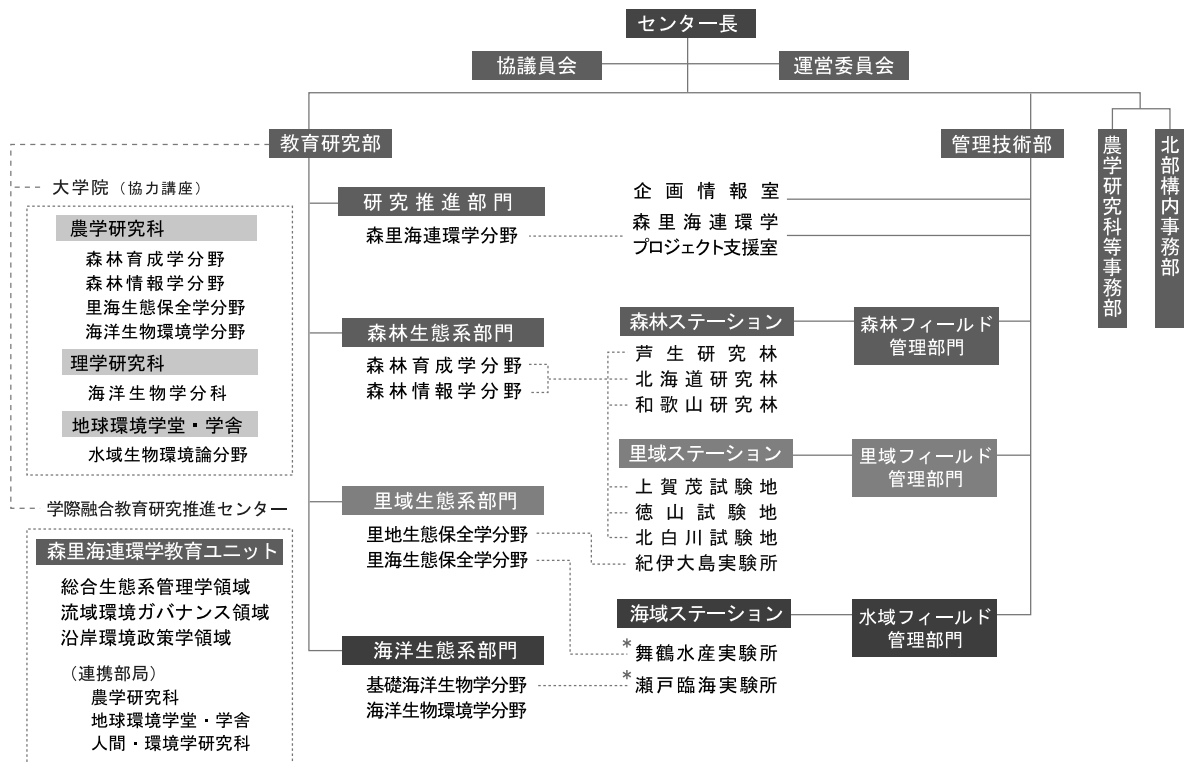 センター長
協議員会
運営委員会
教育研究部
管理技術部
農学研究科等事務部
北部構内事務部
大学院（協力講座）
農学研究科
森林育成学分野
森林情報学分野
里海生態保全学分野
海洋生物環境学分野
理学研究科
海洋生物学分科
地球環境学堂・学舎
水域生物環境論分野
学際融合教育研究推進センター
森里海連環学教育ユニット
総合生態系管理学領域
流域環境ガバナンス領域
沿岸環境政策学領域
（連携部局）
農学研究科
地球環境学堂・学舎
人間・環境学研究科
研究推進部門
森里海連環学分野
森林生態系部門
森林育成学分野
森林情報学分野
里域生態系部門
里地生態保全学分野
里海生態保全学分野
海洋生態系部門
基礎海洋生物学分野
海洋生物環境学分野
企画情報室
森里海連環学
プロジェクト支援室
森林ステーション
芦生研究林
北海道研究林
和歌山研究林
里域ステーション
上賀茂試験地
徳山試験地
北白川試験地
紀伊大島実験所
海域ステーション
*舞鶴水産実験所
*瀬戸臨海実験所
森林フィールド
管理部門
里域フィールド
管理部門
水域フィールド
管理部門